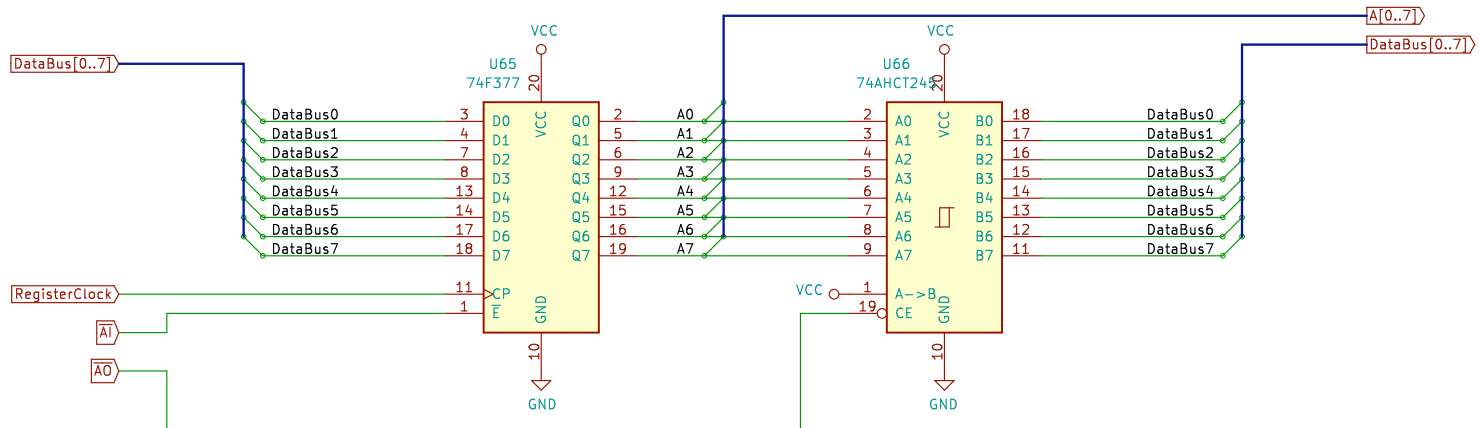 A[0..7]
VCC VCC
DataBus[0..7]
DataBus[0..7] U65 U66
74F377 74AHCT245
20 20
VCC VCC
DataBus0 3 D0 Q0 2 A0 2 A0 B0 18 DataBus0
DataBus1 4 D1 Q1 5 A1 3 A1 B1 17 DataBus1
DataBus2 7 D2 Q2 6 A2 4 A2 B2 16 DataBus2
DataBus3 8 D3 Q3 9 A3 5 A3 B3 15 DataBus3
DataBus4 13 D4 Q4 12 A4 6 A4 B4 14 DataBus4
DataBus5 14 D5 Q5 15 A5 7 A5 B5 13 DataBus5
DataBus6 17 D6 Q6 16 A6 8 A6 B6 12 DataBus6
DataBus7 18 D7 Q7 19 A7 9 A7 B7 11 DataBus7
RegisterClock 11 CP VCC 1 A->B
1 E̅ GND 19 CE GND
A̅I̅
10 10
A̅O̅
GND GND